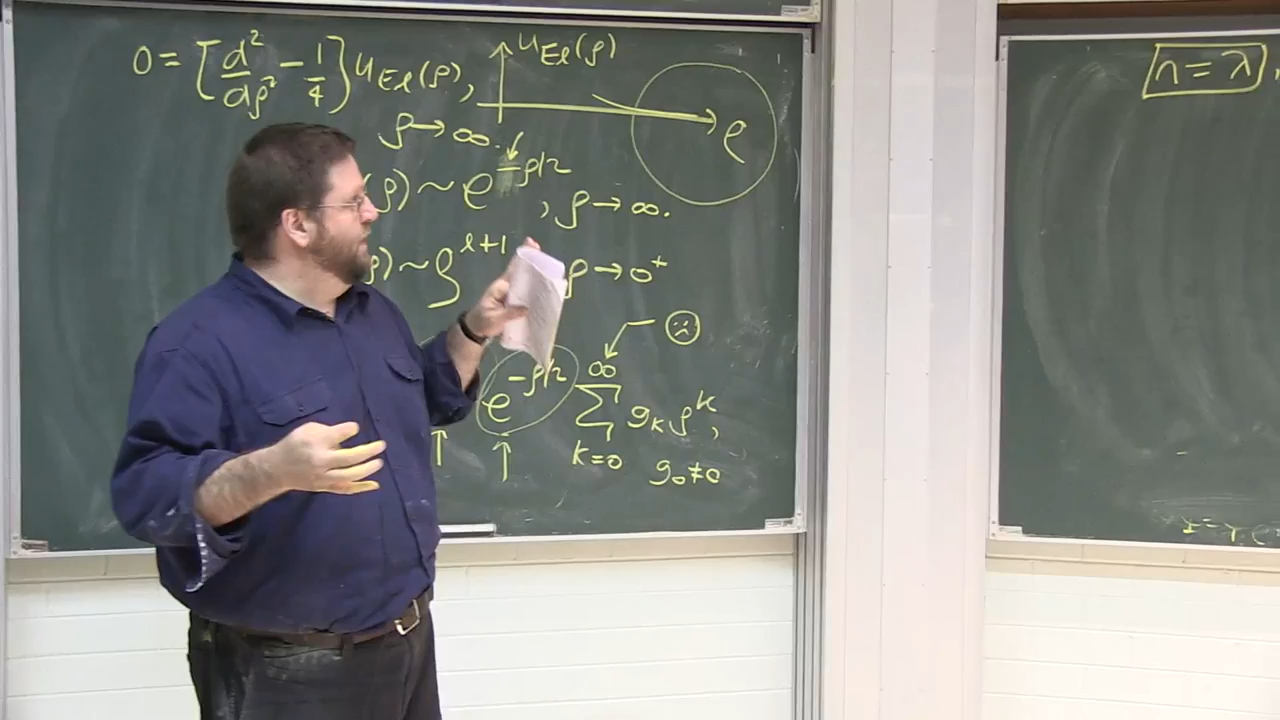 0 = [d²/dρ² − 1/4] u_Eℓ(ρ),
u_Eℓ(ρ)
ρ
ρ → ∞.
(ρ) ~ e^−ρ/2, ρ → ∞.
ρ) ~ ρ^ℓ+1 ρ → 0⁺
e^−ρ/2 ∑_{k=0}^{∞} g_k ρ^k,
g₀ ≠ 0
n = λ,